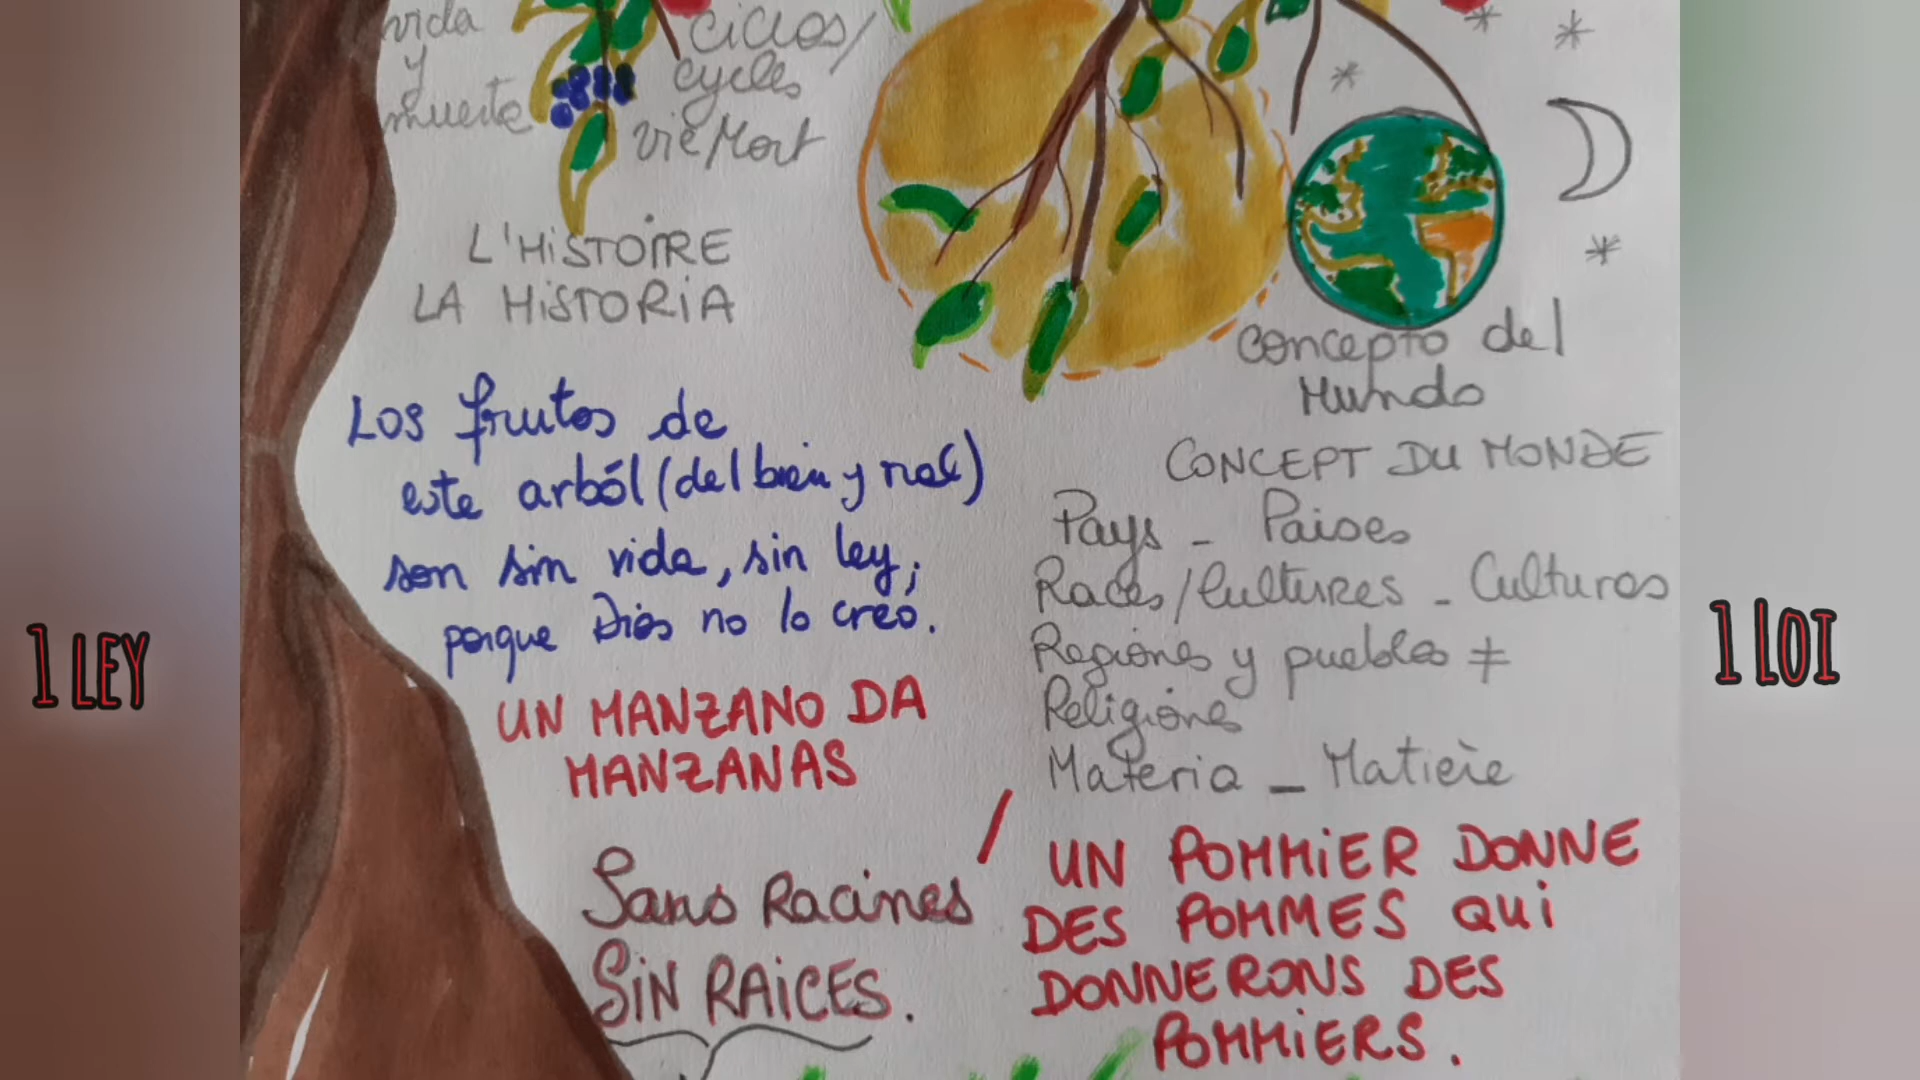 vida
y
muerte
ciclos/
cycles
vie/Mort
L'HiSTOiRE
LA HiSTORiA
Los frutos de
este arból (del bien y mal)
son sin vida, sin ley,
porque Dios no lo creo.
UN MANZANO DA
MANZANAS
/
Sans Racines
SiN RAiCES.
concepto del
Mundo
CONCEPT DU MONDE
Pays - Paises
Races/Cultures - Culturas
Regiones y pueblos ≠
Religiones
Materia - Matière
UN POMMiER DONNE
DES POMMES QUi
DONNERONS DES
POMMiERS.
1 LEY
1 LOI